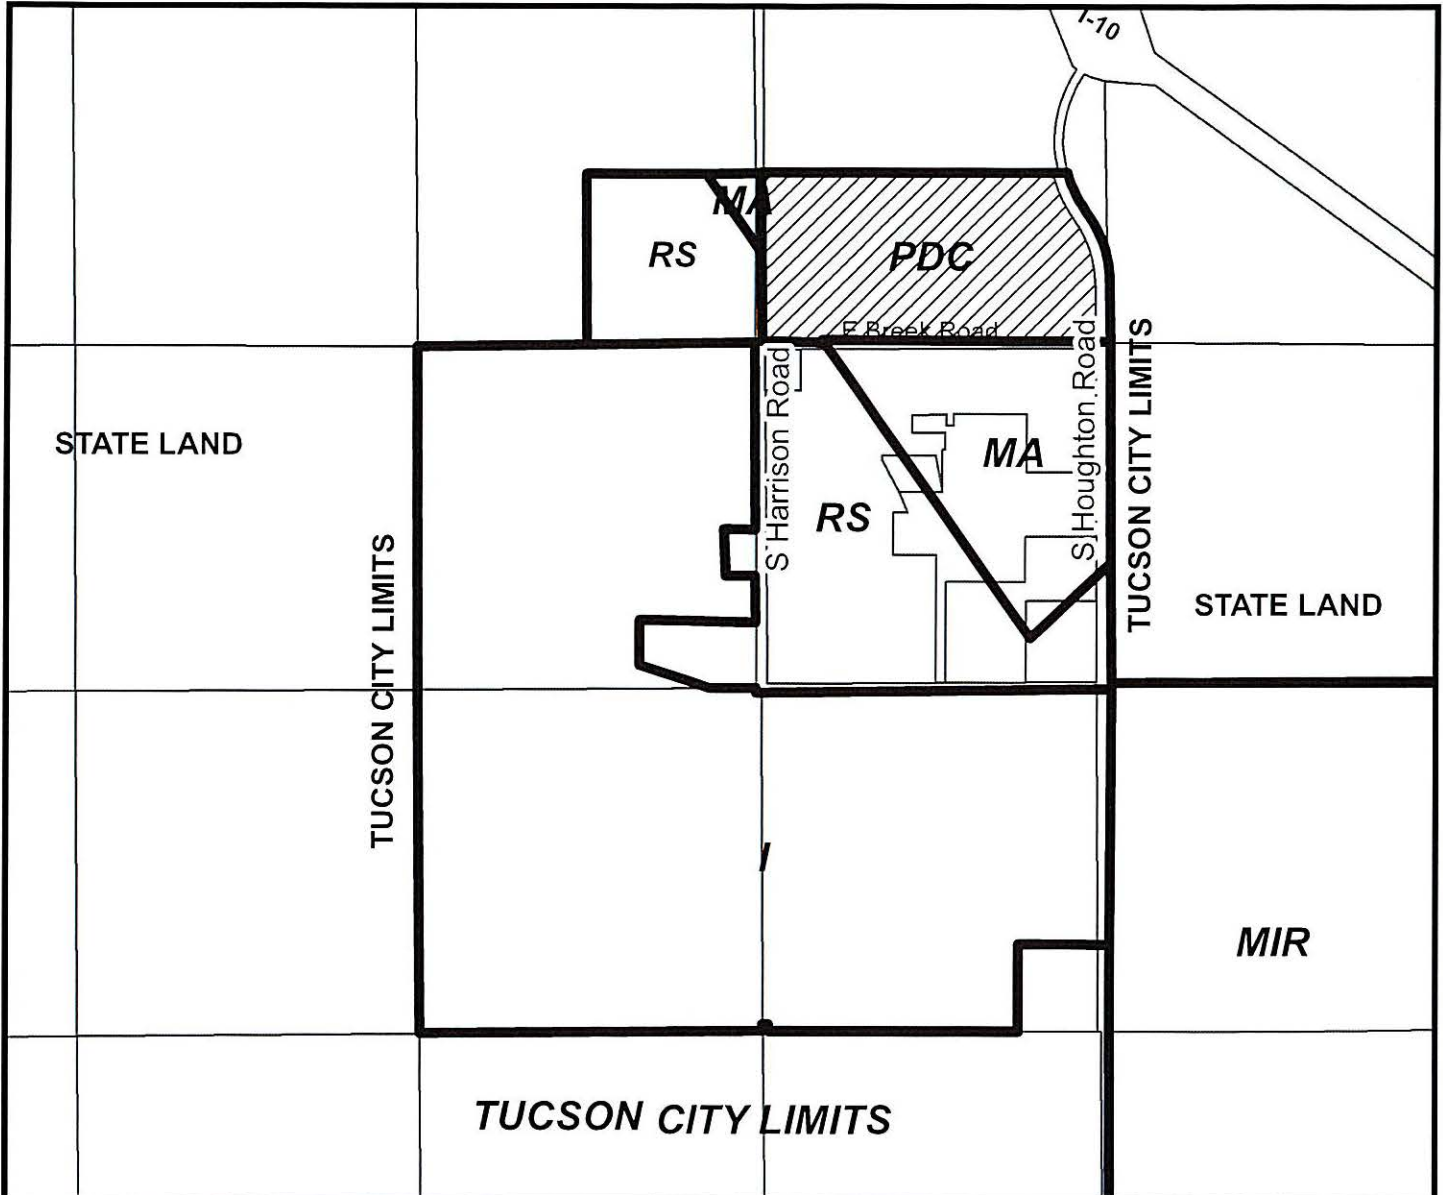 I-10
MA
RS
PDC
E Brekke Road
STATE LAND
S Harrison Road
MA
S Houghton Road
TUCSON CITY LIMITS
RS
TUCSON CITY LIMITS
STATE LAND
I
MIR
TUCSON CITY LIMITS